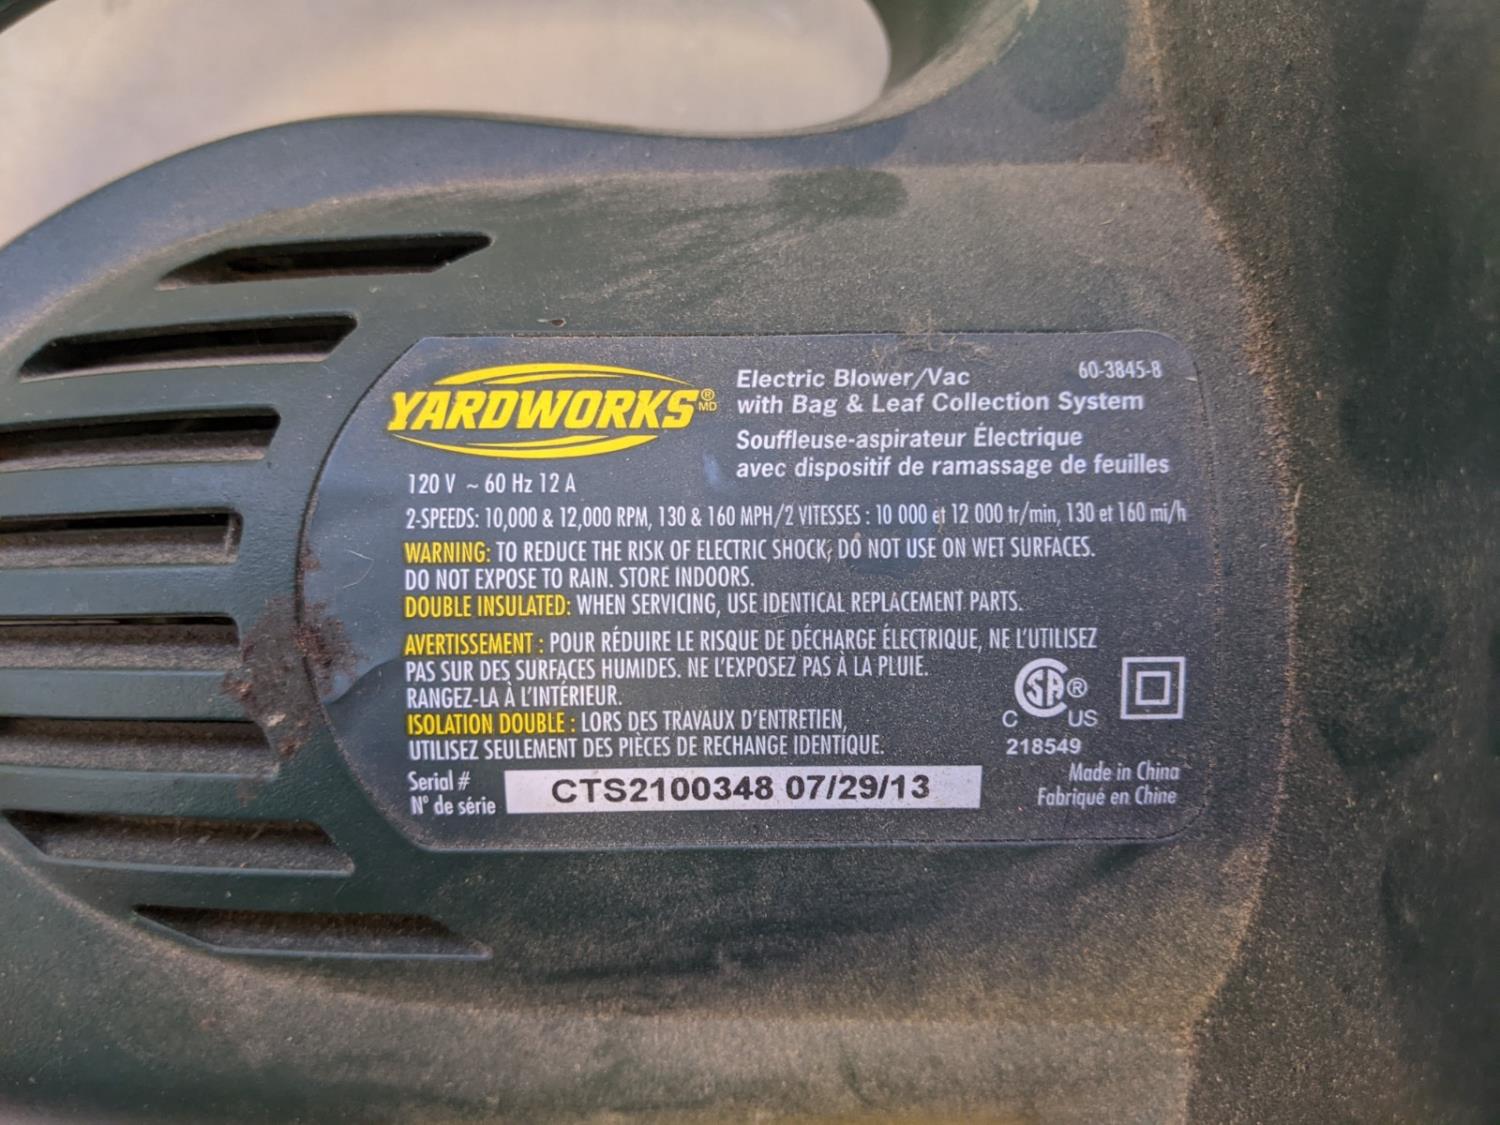 YARDWORKS® MD
Electric Blower/Vac 60-3845-8
with Bag & Leaf Collection System
Souffleuse-aspirateur Électrique
avec dispositif de ramassage de feuilles
120 V ~ 60 Hz 12 A
2-SPEEDS: 10,000 & 12,000 RPM, 130 & 160 MPH/2 VITESSES : 10 000 et 12 000 tr/min, 130 et 160 mi/h
WARNING: TO REDUCE THE RISK OF ELECTRIC SHOCK, DO NOT USE ON WET SURFACES.
DO NOT EXPOSE TO RAIN. STORE INDOORS.
DOUBLE INSULATED: WHEN SERVICING, USE IDENTICAL REPLACEMENT PARTS.
AVERTISSEMENT : POUR RÉDUIRE LE RISQUE DE DÉCHARGE ÉLECTRIQUE, NE L'UTILISEZ
PAS SUR DES SURFACES HUMIDES. NE L'EXPOSEZ PAS À LA PLUIE.
RANGEZ-LA À L'INTÉRIEUR.
ISOLATION DOUBLE : LORS DES TRAVAUX D'ENTRETIEN,
UTILISEZ SEULEMENT DES PIÈCES DE RECHANGE IDENTIQUE.
SA®
C US
218549
Serial #
N° de série
CTS2100348 07/29/13
Made in China
Fabriqué en Chine